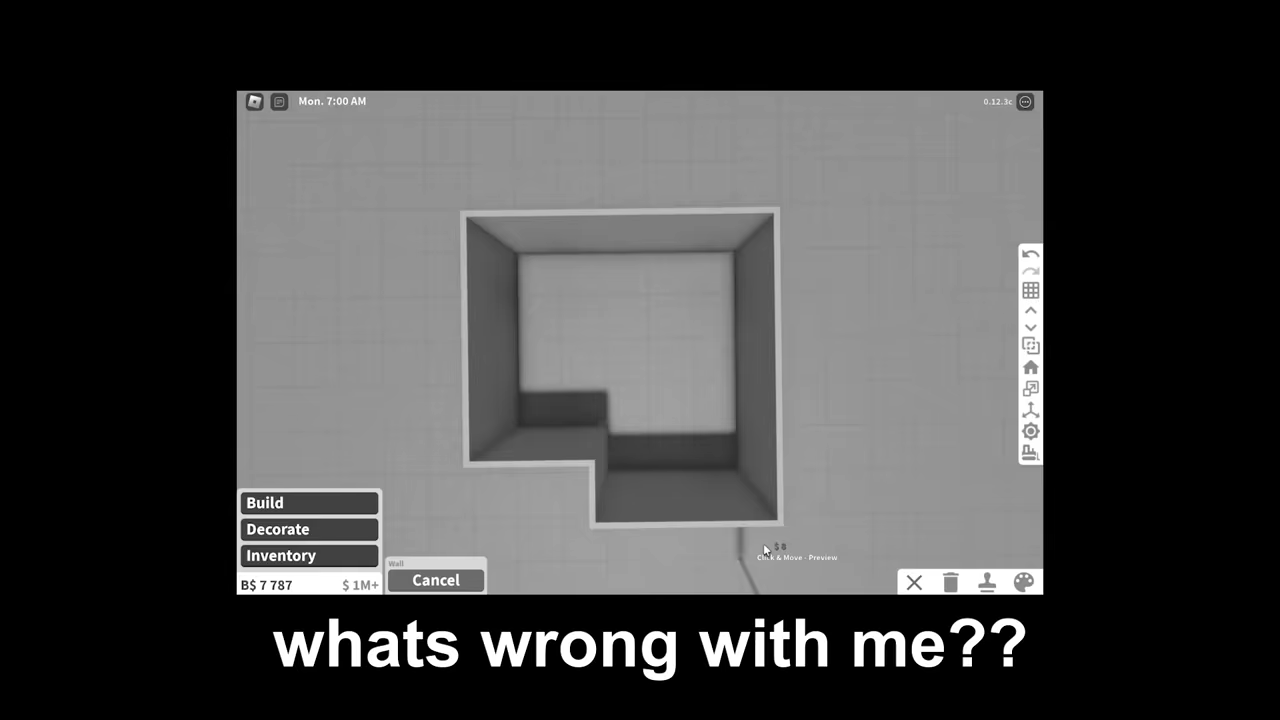 Mon. 7:00 AM
0.12.3c
Build
Decorate
Inventory
B$ 7 787
$ 1M+
Wall
Cancel
Click & Move - Preview
whats wrong with me??